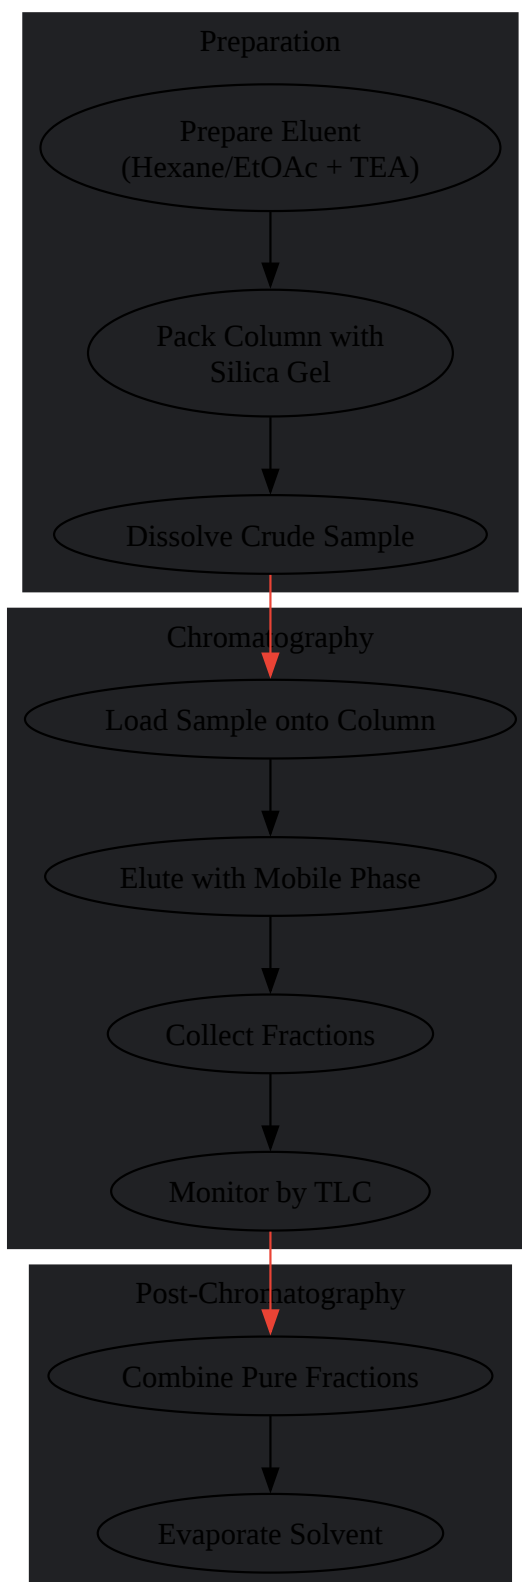 Preparation
Prepare Eluent
(Hexane/EtOAc + TEA)
Pack Column with
Silica Gel
Dissolve Crude Sample
Chromatography
Load Sample onto Column
Elute with Mobile Phase
Collect Fractions
Monitor by TLC
Post-Chromatography
Combine Pure Fractions
Evaporate Solvent